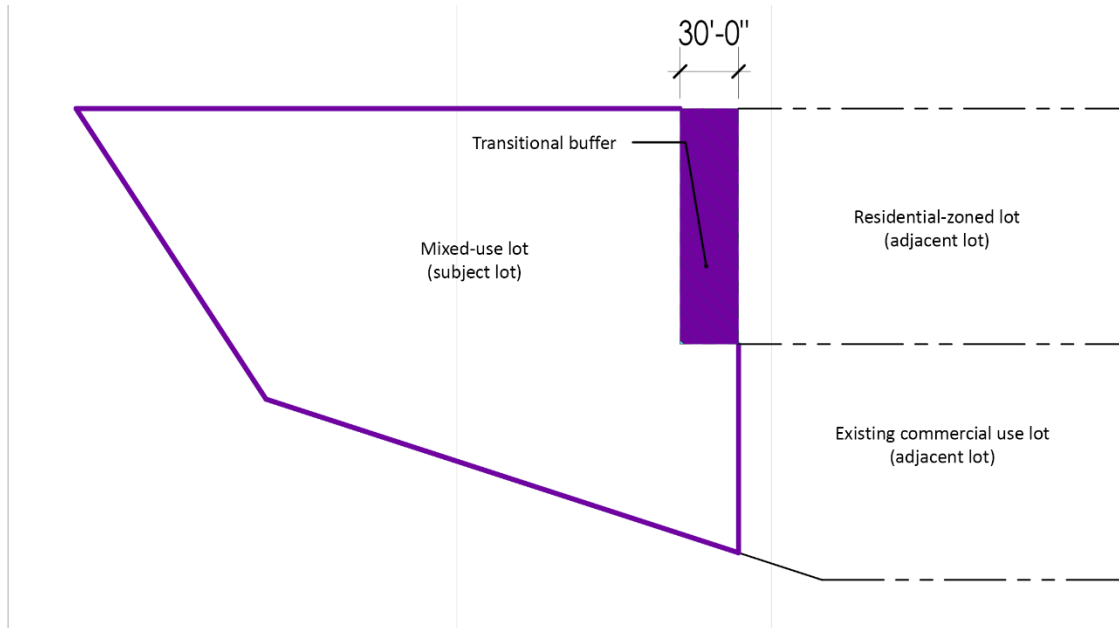 30'-0"
Transitional buffer
Residential-zoned lot
(adjacent lot)
Mixed-use lot
(subject lot)
Existing commercial use lot
(adjacent lot)